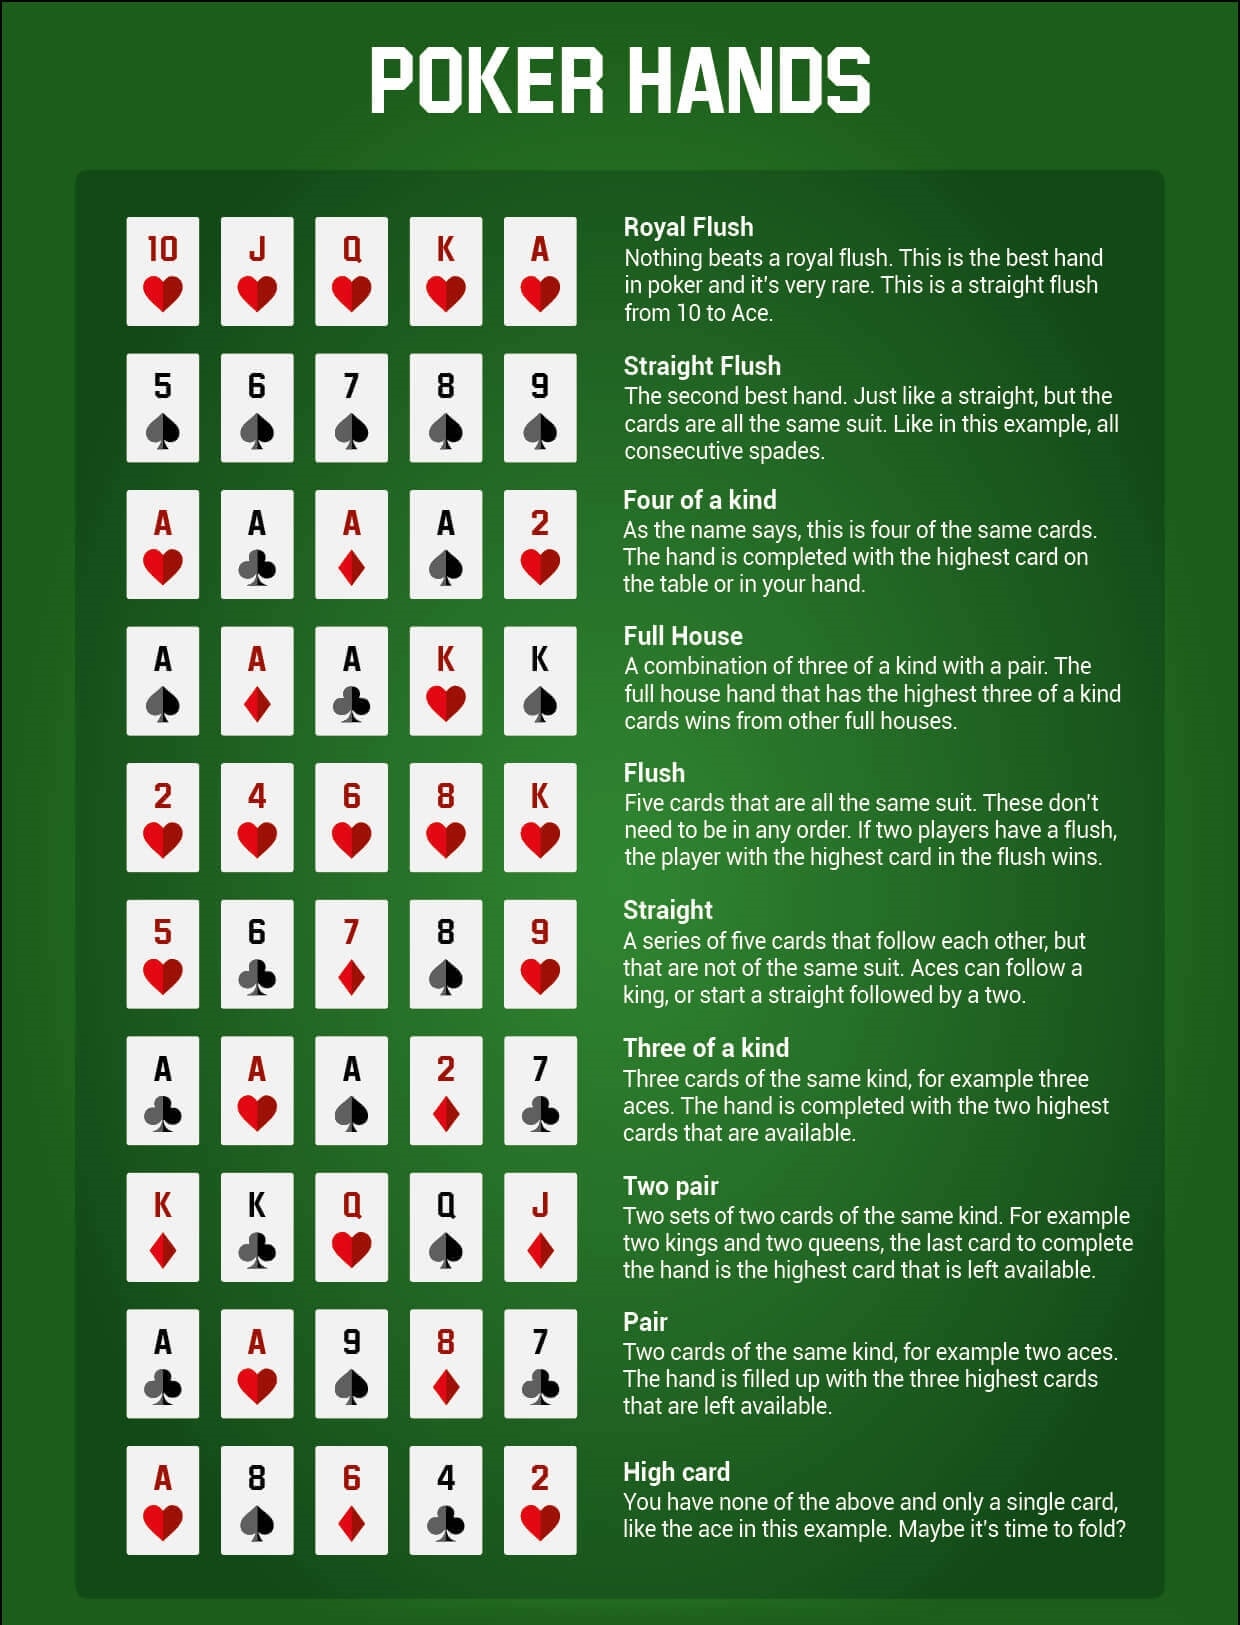 POKER HANDS
10 J Q K A
Royal Flush
Nothing beats a royal flush. This is the best hand
in poker and it's very rare. This is a straight flush
from 10 to Ace.
5 6 7 8 9
Straight Flush
The second best hand. Just like a straight, but the
cards are all the same suit. Like in this example, all
consecutive spades.
A A A A 2
Four of a kind
As the name says, this is four of the same cards.
The hand is completed with the highest card on
the table or in your hand.
A A A K K
Full House
A combination of three of a kind with a pair. The
full house hand that has the highest three of a kind
cards wins from other full houses.
2 4 6 8 K
Flush
Five cards that are all the same suit. These don't
need to be in any order. If two players have a flush,
the player with the highest card in the flush wins.
5 6 7 8 9
Straight
A series of five cards that follow each other, but
that are not of the same suit. Aces can follow a
king, or start a straight followed by a two.
A A A 2 7
Three of a kind
Three cards of the same kind, for example three
aces. The hand is completed with the two highest
cards that are available.
K K Q Q J
Two pair
Two sets of two cards of the same kind. For example
two kings and two queens, the last card to complete
the hand is the highest card that is left available.
A A 9 8 7
Pair
Two cards of the same kind, for example two aces.
The hand is filled up with the three highest cards
that are left available.
A 8 6 4 2
High card
You have none of the above and only a single card,
like the ace in this example. Maybe it's time to fold?